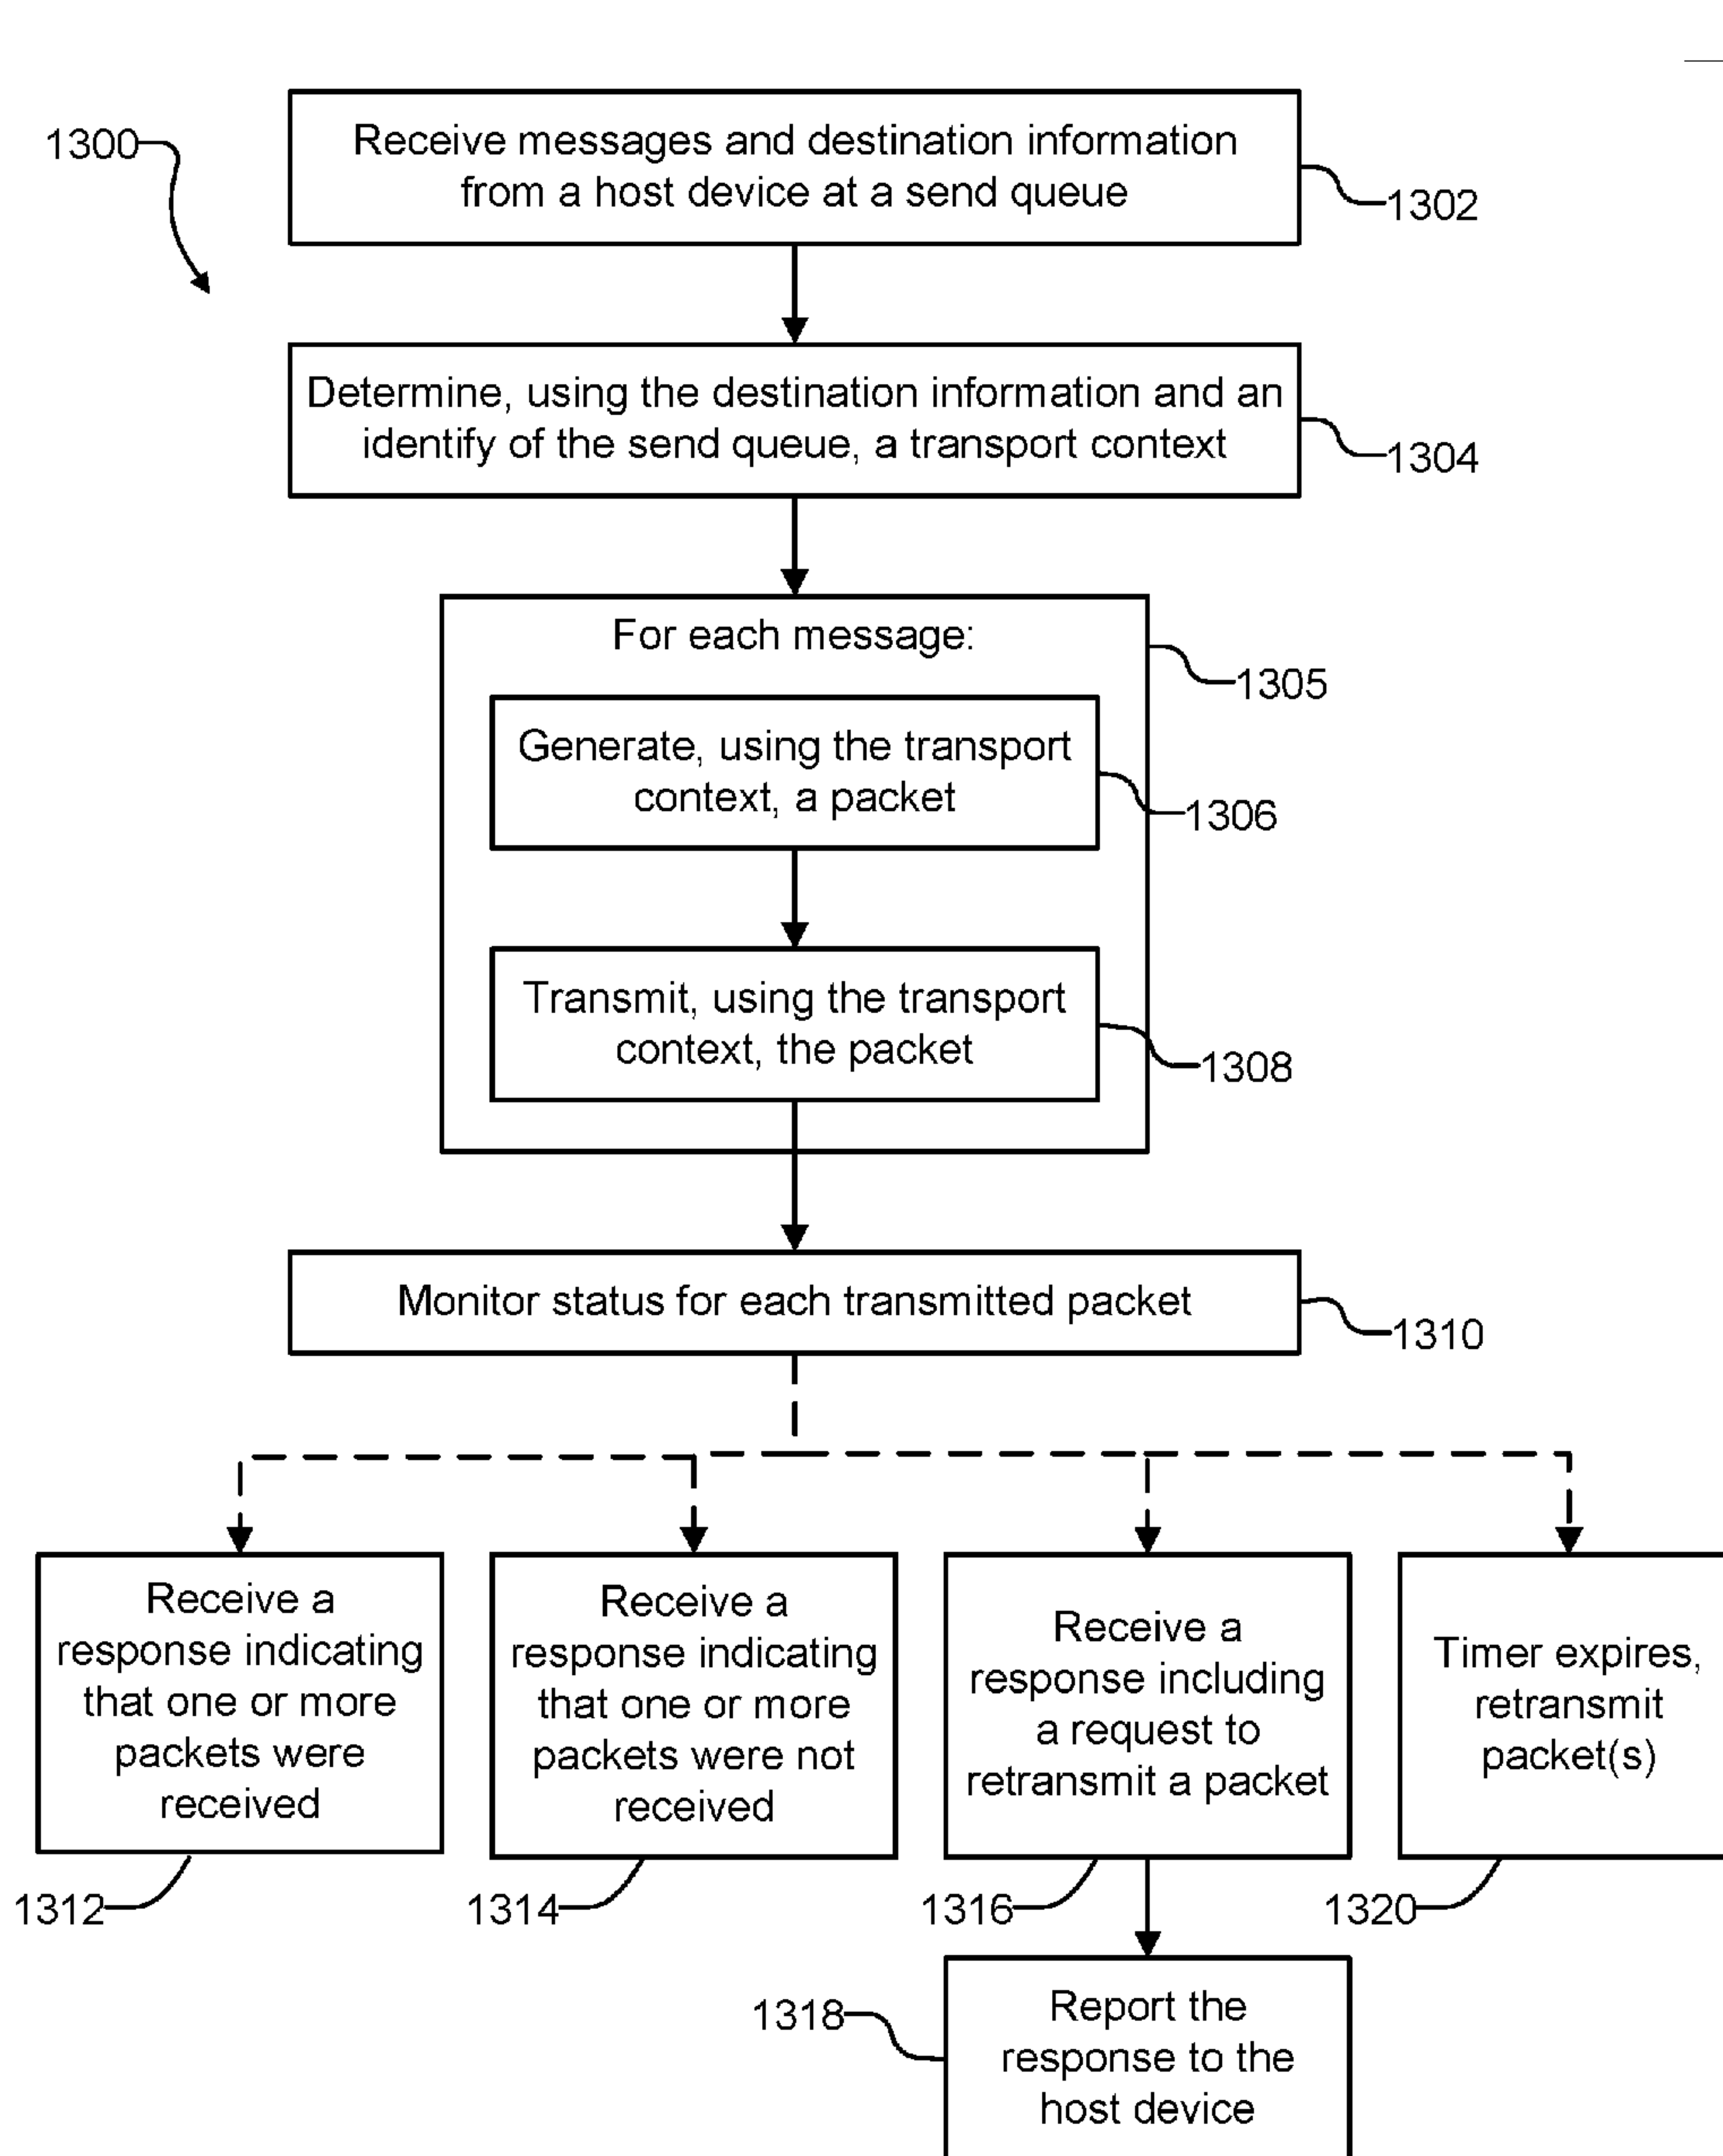 1300
Receive messages and destination information
from a host device at a send queue
1302
Determine, using the destination information and an
identify of the send queue, a transport context
1304
For each message:
1305
Generate, using the transport
context, a packet
1306
Transmit, using the transport
context, the packet
1308
Monitor status for each transmitted packet
1310
Receive a
response indicating
that one or more
packets were
received
1312
Receive a
response indicating
that one or more
packets were not
received
1314
Receive a
response including
a request to
retransmit a packet
1316
Timer expires,
retransmit
packet(s)
1320
1318
Report the
response to the
host device